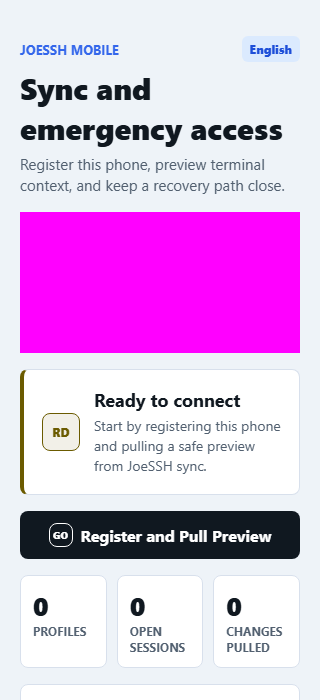 JOESSH MOBILE
English
Sync and
emergency access
Register this phone, preview terminal
context, and keep a recovery path close.
RD
Ready to connect
Start by registering this phone
and pulling a safe preview
from JoeSSH sync.
GO Register and Pull Preview
0
PROFILES
0
OPEN
SESSIONS
0
CHANGES
PULLED